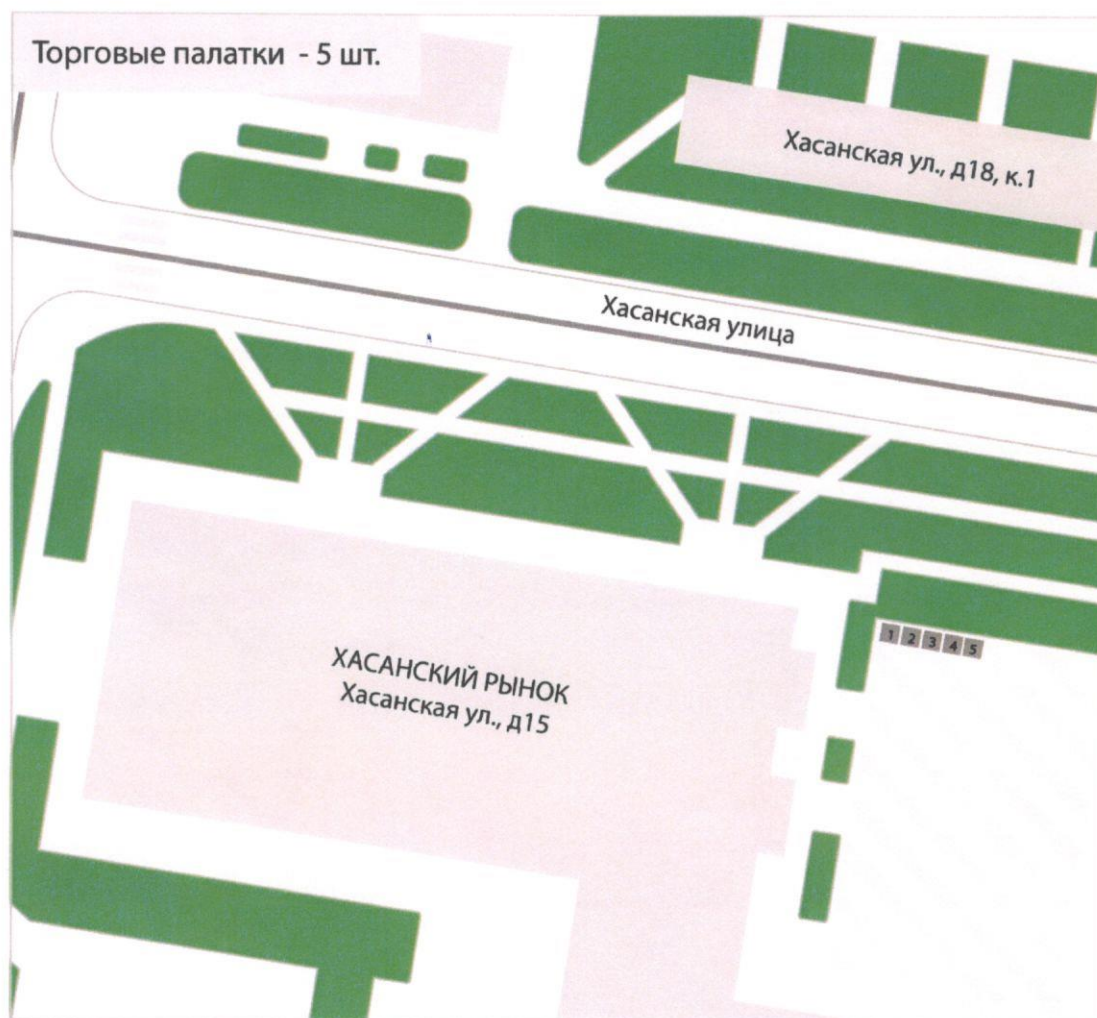 Торговые палатки - 5 шт.
Хасанская ул., д18, к.1
Хасанская улица
1 2 3 4 5
ХАСАНСКИЙ РЫНОК
Хасанская ул., д15